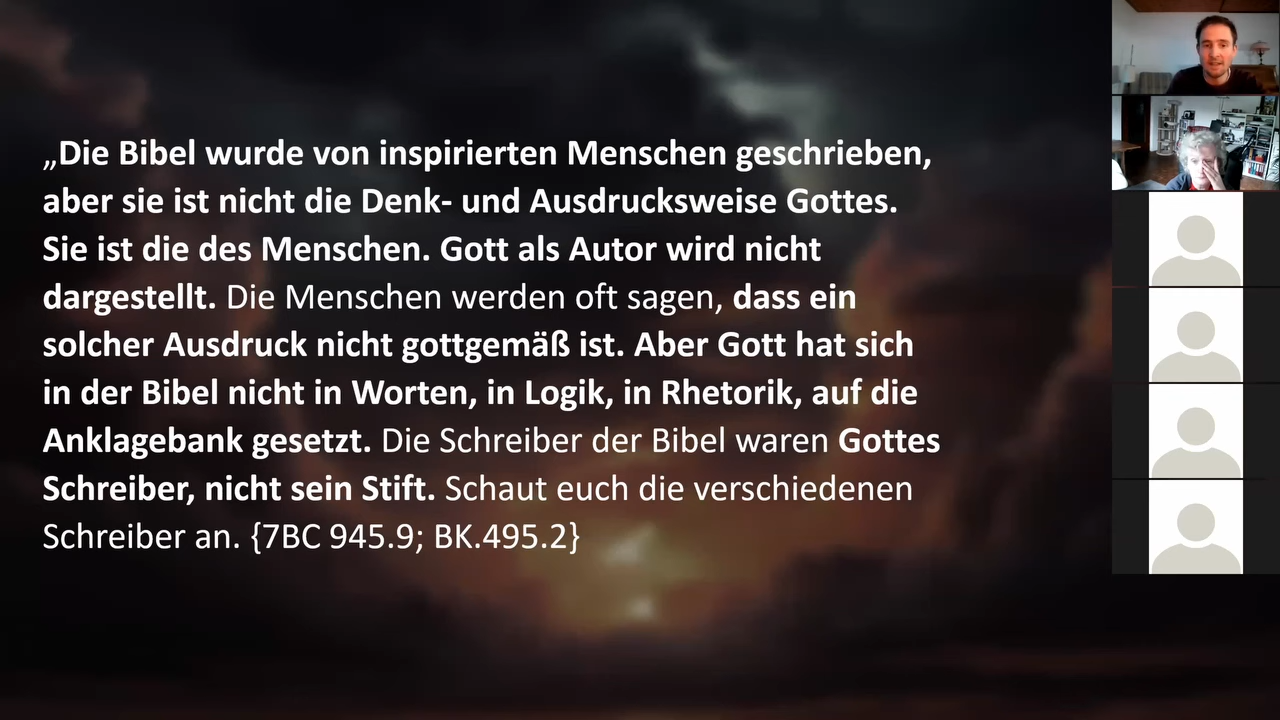 „Die Bibel wurde von inspirierten Menschen geschrieben,
aber sie ist nicht die Denk- und Ausdrucksweise Gottes.
Sie ist die des Menschen. Gott als Autor wird nicht
dargestellt. Die Menschen werden oft sagen, dass ein
solcher Ausdruck nicht gottgemäß ist. Aber Gott hat sich
in der Bibel nicht in Worten, in Logik, in Rhetorik, auf die
Anklagebank gesetzt. Die Schreiber der Bibel waren Gottes
Schreiber, nicht sein Stift. Schaut euch die verschiedenen
Schreiber an. {7BC 945.9; BK.495.2}